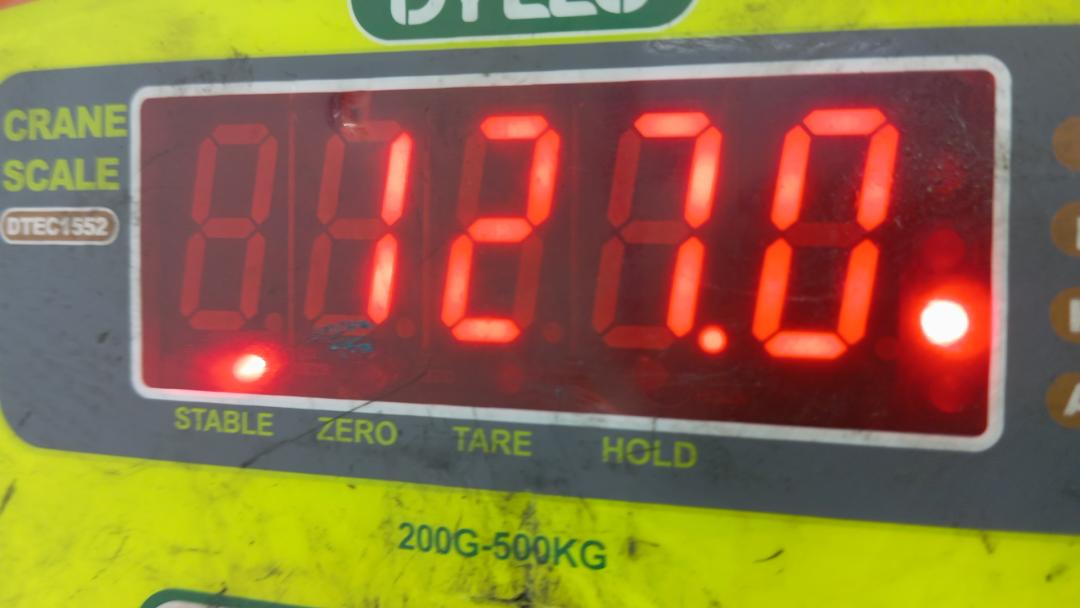 CRANE
SCALE
DTEC1552
127.0
STABLE ZERO TARE HOLD
200G-500KG